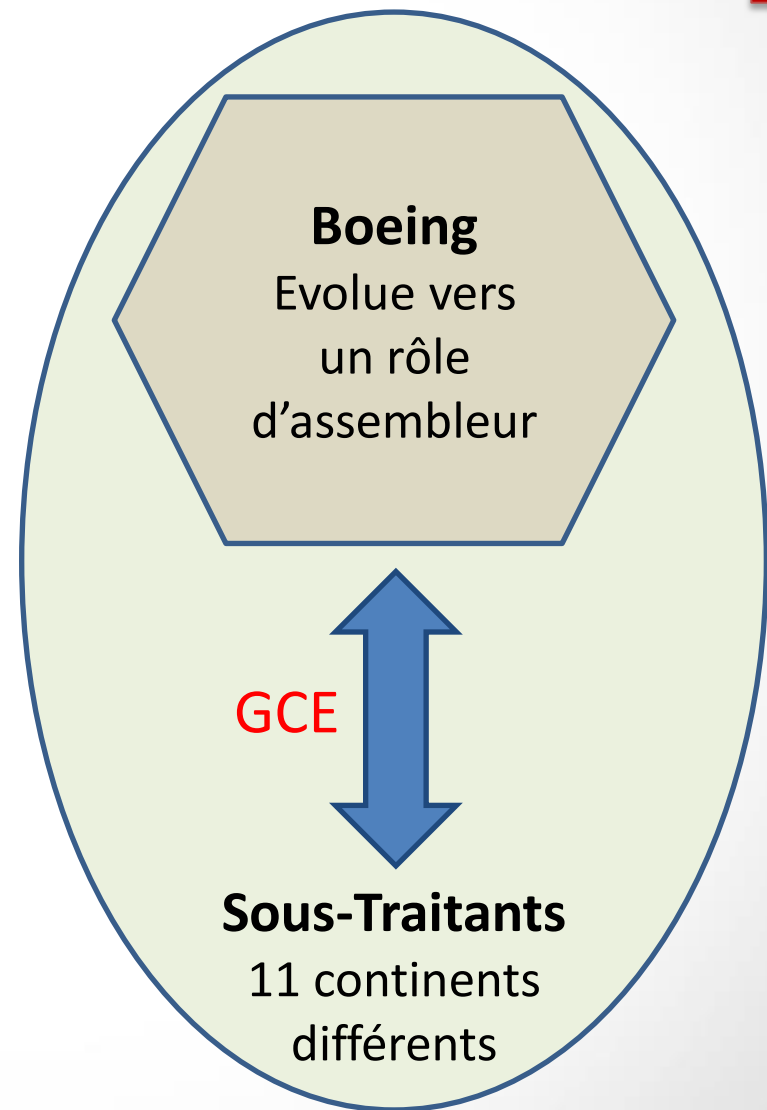 Boeing
Evolue vers
un rôle
d’assembleur
GCE
Sous-Traitants
11 continents
différents